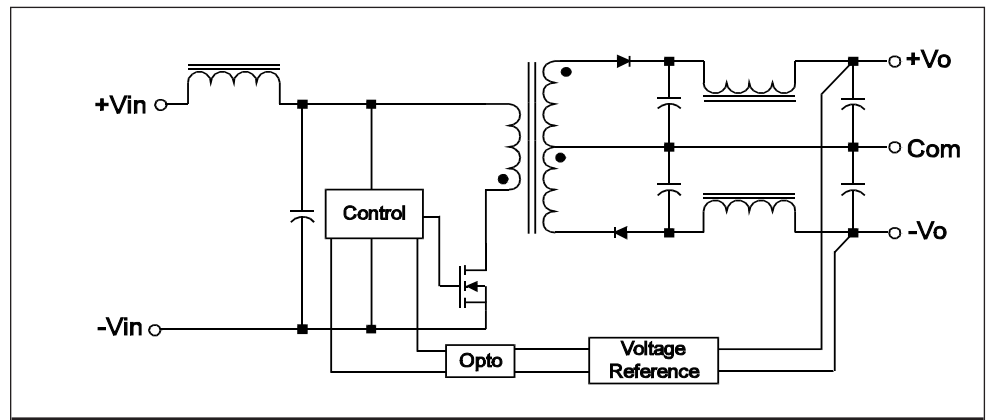 +Vin
-Vin
Control
Opto
Voltage
Reference
+Vo
Com
-Vo